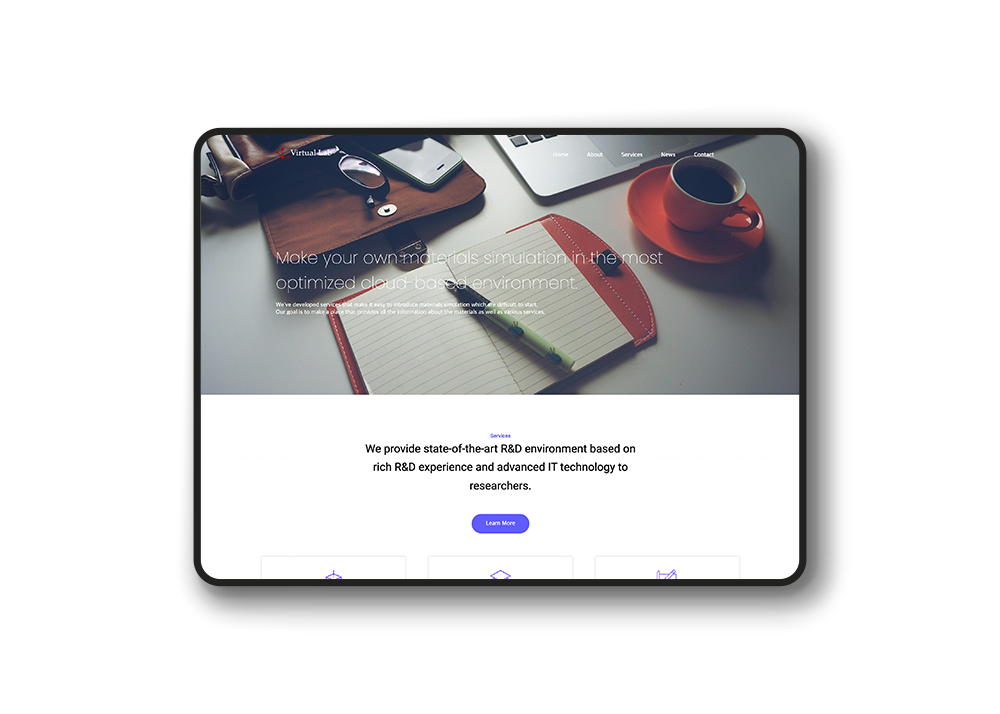 Virtual Lab
Home About Services News Contact
Make your own materials simulation in the most
optimized cloud-based environment.
We've developed services that make it easy to introduce materials simulation which are difficult to start.
Our goal is to make a place that provides all the information about the materials as well as various services.
Services
We provide state-of-the-art R&D environment based on
rich R&D experience and advanced IT technology to
researchers.
Learn More